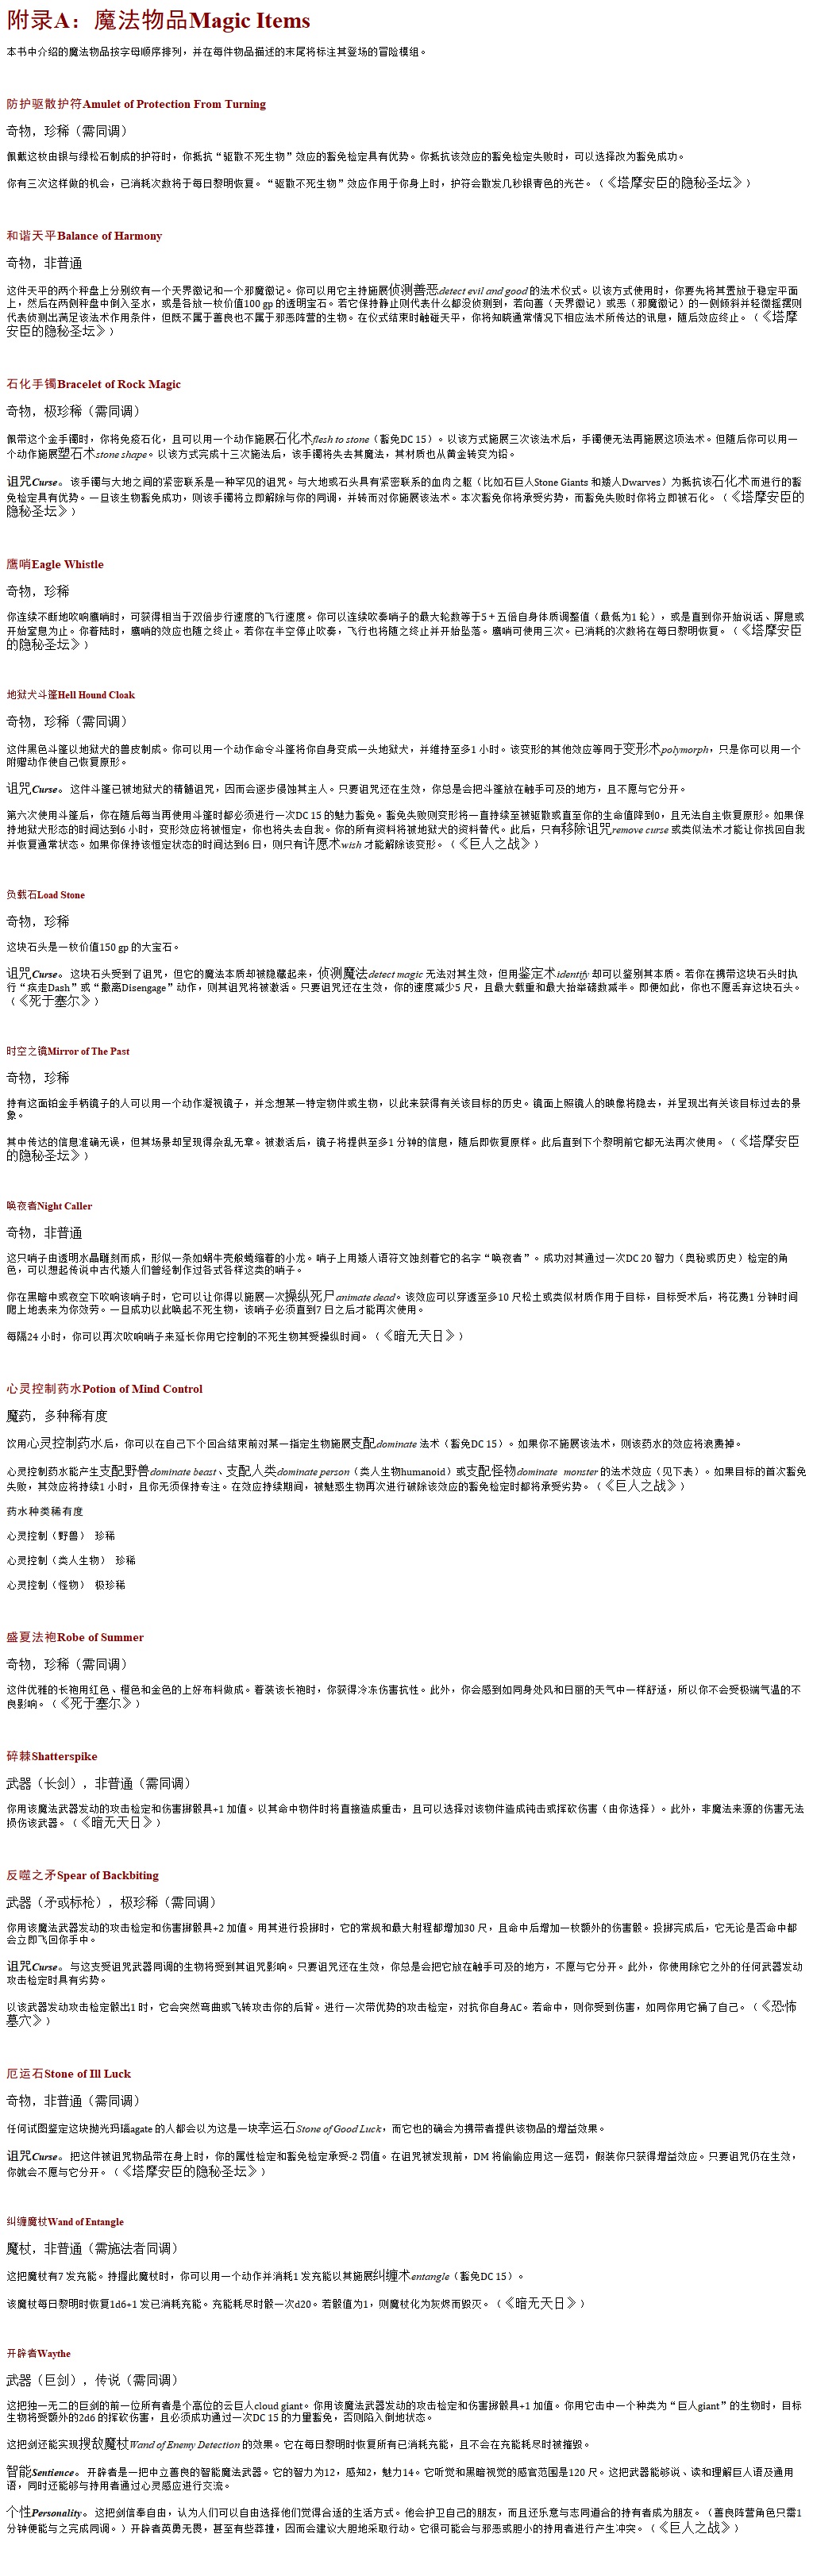 附录A：魔法物品Magic Items
本书中介绍的魔法物品按字母顺序排列，并在每件物品描述的末尾将标注其登场的冒险模组。
防护驱散护符Amulet of Protection From Turning
奇物，珍稀（需同调）
佩戴这枚由银与绿松石制成的护符时，你抵抗“驱散不死生物”效应的豁免检定具有优势。你抵抗该效应的豁免检定失败时，可以选择改为豁免成功。
你有三次这样做的机会，已消耗次数将于每日黎明恢复。“驱散不死生物”效应作用于你身上时，护符会散发几秒银青色的光芒。（《塔摩安臣的隐秘圣坛》）
和谐天平Balance of Harmony
奇物，非普通
这件天平的两个秤盘上分别纹有一个天界徽记和一个邪魔徽记。你可以用它主持施展侦测善恶detect evil and good 的法术仪式。以该方式使用时，你要先将其置放于稳定平面
上，然后在两侧秤盘中倒入圣水，或是各放一枚价值100 gp 的透明宝石。若它保持静止则代表什么都没侦测到，若向善（天界徽记）或恶（邪魔徽记）的一侧倾斜并轻微摇摆则
代表侦测出满足该法术作用条件，但既不属于善良也不属于邪恶阵营的生物。在仪式结束时触碰天平，你将知晓通常情况下相应法术所传达的讯息，随后效应终止。（《塔摩
安臣的隐秘圣坛》）
石化手镯Bracelet of Rock Magic
奇物，极珍稀（需同调）
佩带这个金手镯时，你将免疫石化，且可以用一个动作施展石化术flesh to stone（豁免DC 15）。以该方式施展三次该法术后，手镯便无法再施展这项法术。但随后你可以用一
个动作施展塑石术stone shape。以该方式完成十三次施法后，该手镯将失去其魔法，其材质也从黄金转变为铅。
诅咒Curse。该手镯与大地之间的紧密联系是一种罕见的诅咒。与大地或石头具有紧密联系的血肉之躯（比如石巨人Stone Giants 和矮人Dwarves）为抵抗该石化术而进行的豁
免检定具有优势。一旦该生物豁免成功，则该手镯将立即解除与你的同调，并转而对你施展该法术。本次豁免你将承受劣势，而豁免失败时你将立即被石化。（《塔摩安臣的
隐秘圣坛》）
鹰哨Eagle Whistle
奇物，珍稀
你连续不断地吹响鹰哨时，可获得相当于双倍步行速度的飞行速度。你可以连续吹奏哨子的最大轮数等于5＋五倍自身体质调整值（最低为1 轮），或是直到你开始说话、屏息或
开始窒息为止。你着陆时，鹰哨的效应也随之终止。若你在半空停止吹奏，飞行也将随之终止并开始坠落。鹰哨可使用三次。已消耗的次数将在每日黎明恢复。（《塔摩安臣
的隐秘圣坛》）
地狱犬斗篷Hell Hound Cloak
奇物，珍稀（需同调）
这件黑色斗篷以地狱犬的兽皮制成。你可以用一个动作命令斗篷将你自身变成一头地狱犬，并维持至多1 小时。该变形的其他效应等同于变形术polymorph，只是你可以用一个
附赠动作使自己恢复原形。
诅咒Curse。这件斗篷已被地狱犬的精髓诅咒，因而会逐步侵蚀其主人。只要诅咒还在生效，你总是会把斗篷放在触手可及的地方，且不愿与它分开。
第六次使用斗篷后，你在随后每当再使用斗篷时都必须进行一次DC 15 的魅力豁免。豁免失败则变形将一直持续至被驱散或直至你的生命值降到0，且无法自主恢复原形。如果保
持地狱犬形态的时间达到6 小时，变形效应将被恒定，你也将失去自我。你的所有资料将被地狱犬的资料替代。此后，只有移除诅咒remove curse 或类似法术才能让你找回自我
并恢复通常状态。如果你保持该恒定状态的时间达到6 日，则只有许愿术wish 才能解除该变形。（《巨人之战》）
负载石Load Stone
奇物，珍稀
这块石头是一枚价值150 gp 的大宝石。
诅咒Curse。这块石头受到了诅咒，但它的魔法本质却被隐藏起来，侦测魔法detect magic 无法对其生效，但用鉴定术identify 却可以鉴别其本质。若你在携带这块石头时执
行“疾走Dash”或“撤离Disengage”动作，则其诅咒将被激活。只要诅咒还在生效，你的速度减少5 尺，且最大载重和最大抬举磅数减半。即便如此，你也不愿丢弃这块石头。
（《死于塞尔》）
时空之镜Mirror of The Past
奇物，珍稀
持有这面铂金手柄镜子的人可以用一个动作凝视镜子，并念想某一特定物件或生物，以此来获得有关该目标的历史。镜面上照镜人的映像将隐去，并呈现出有关该目标过去的景
象。
其中传达的信息准确无误，但其场景却呈现得杂乱无章。被激活后，镜子将提供至多1 分钟的信息，随后即恢复原样。此后直到下个黎明前它都无法再次使用。（《塔摩安臣
的隐秘圣坛》）
唤夜者Night Caller
奇物，非普通
这只哨子由透明水晶雕刻而成，形似一条如蜗牛壳般蜷缩着的小龙。哨子上用矮人语符文蚀刻着它的名字“唤夜者”。成功对其通过一次DC 20 智力（奥秘或历史）检定的角
色，可以想起传说中古代矮人们曾经制作过各式各样这类的哨子。
你在黑暗中或夜空下吹响该哨子时，它可以让你得以施展一次操纵死尸animate dead。该效应可以穿透至多10 尺松土或类似材质作用于目标，目标受术后，将花费1 分钟时间
爬上地表来为你效劳。一旦成功以此唤起不死生物，该哨子必须直到7 日之后才能再次使用。
每隔24 小时，你可以再次吹响哨子来延长你用它控制的不死生物其受操纵时间。（《暗无天日》）
心灵控制药水Potion of Mind Control
魔药，多种稀有度
饮用心灵控制药水后，你可以在自己下个回合结束前对某一指定生物施展支配dominate 法术（豁免DC 15）。如果你不施展该法术，则该药水的效应将浪费掉。
心灵控制药水能产生支配野兽dominate beast、支配人类dominate person（类人生物humanoid）或支配怪物dominate monster 的法术效应（见下表）。如果目标的首次豁免
失败，其效应将持续1 小时，且你无须保持专注。在效应持续期间，被魅惑生物再次进行破除该效应的豁免检定时都将承受劣势。（《巨人之战》）
药水种类稀有度
心灵控制（野兽） 珍稀
心灵控制（类人生物） 珍稀
心灵控制（怪物） 极珍稀
盛夏法袍Robe of Summer
奇物，珍稀（需同调）
这件优雅的长袍用红色、橙色和金色的上好布料做成。着装该长袍时，你获得冷冻伤害抗性。此外，你会感到如同身处风和日丽的天气中一样舒适，所以你不会受极端气温的不
良影响。（《死于塞尔》）
碎棘Shatterspike
武器（长剑），非普通（需同调）
你用该魔法武器发动的攻击检定和伤害掷骰具+1 加值。以其命中物件时将直接造成重击，且可以选择对该物件造成钝击或挥砍伤害（由你选择）。此外，非魔法来源的伤害无法
损伤该武器。（《暗无天日》）
反噬之矛Spear of Backbiting
武器（矛或标枪），极珍稀（需同调）
你用该魔法武器发动的攻击检定和伤害掷骰具+2 加值。用其进行投掷时，它的常规和最大射程都增加30 尺，且命中后增加一枚额外的伤害骰。投掷完成后，它无论是否命中都
会立即飞回你手中。
诅咒Curse。与这支受诅咒武器同调的生物将受到其诅咒影响。只要诅咒还在生效，你总是会把它放在触手可及的地方，不愿与它分开。此外，你使用除它之外的任何武器发动
攻击检定时具有劣势。
以该武器发动攻击检定骰出1 时，它会突然弯曲或飞转攻击你的后背。进行一次带优势的攻击检定，对抗你自身AC。若命中，则你受到伤害，如同你用它捅了自己。（《恐怖
墓穴》）
厄运石Stone of Ill Luck
奇物，非普通（需同调）
任何试图鉴定这块抛光玛瑙agate 的人都会以为这是一块幸运石Stone of Good Luck，而它也的确会为携带者提供该物品的增益效果。
诅咒Curse。把这件被诅咒物品带在身上时，你的属性检定和豁免检定承受-2 罚值。在诅咒被发现前，DM 将偷偷应用这一惩罚，假装你只获得增益效应。只要诅咒仍在生效，
你就会不愿与它分开。（《塔摩安臣的隐秘圣坛》）
纠缠魔杖Wand of Entangle
魔杖，非普通（需施法者同调）
这把魔杖有7 发充能。持握此魔杖时，你可以用一个动作并消耗1 发充能以其施展纠缠术entangle（豁免DC 15）。
该魔杖每日黎明时恢复1d6+1 发已消耗充能。充能耗尽时骰一次d20。若骰值为1，则魔杖化为灰烬而毁灭。（《暗无天日》）
开辟者Waythe
武器（巨剑），传说（需同调）
这把独一无二的巨剑的前一位所有者是个高位的云巨人cloud giant。你用该魔法武器发动的攻击检定和伤害掷骰具+1 加值。你用它击中一个种类为“巨人giant”的生物时，目标
生物将受额外的2d6 的挥砍伤害，且必须成功通过一次DC 15 的力量豁免，否则陷入倒地状态。
这把剑还能实现搜敌魔杖Wand of Enemy Detection 的效果。它在每日黎明时恢复所有已消耗充能，且不会在充能耗尽时被摧毁。
智能Sentience。开辟者是一把中立善良的智能魔法武器。它的智力为12，感知2，魅力14。它听觉和黑暗视觉的感官范围是120 尺。这把武器能够说、读和理解巨人语及通用
语，同时还能够与持用者通过心灵感应进行交流。
个性Personality。这把剑信奉自由，认为人们可以自由选择他们觉得合适的生活方式。他会护卫自己的朋友，而且还乐意与志同道合的持有者成为朋友。（善良阵营角色只需1
分钟便能与之完成同调。）开辟者英勇无畏，甚至有些莽撞，因而会建议大胆地采取行动。它很可能会与邪恶或胆小的持用者进行产生冲突。（《巨人之战》）